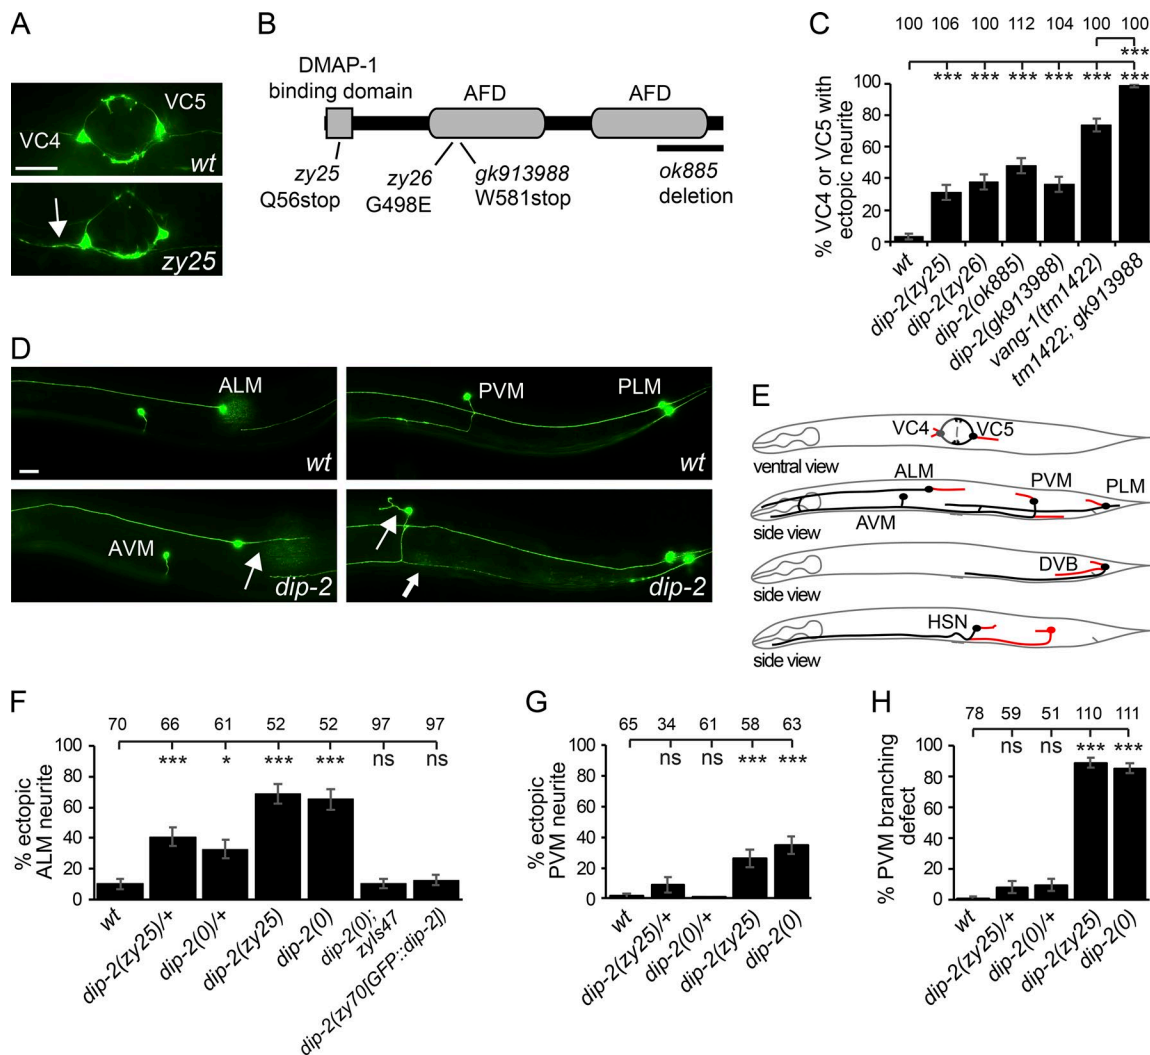 A
VC5
VC4
wt
zy25
B
DMAP-1
binding domain
AFD
AFD
zy25
Q56stop
zy26
G498E
gk913988
W581stop
ok885
deletion
C
100 106 100 112 104 100 100
***
*** *** *** *** *** ***
% VC4 or VC5 with
ectopic neurite
100
80
60
40
20
0
wt
dip-2(zy25)
dip-2(zy26)
dip-2(ok885)
dip-2(gk913988)
vang-1(tm1422)
tm1422; gk913988
D
ALM
wt
PVM
PLM
wt
AVM
dip-2
dip-2
E
VC4
VC5
ventral view
ALM
PVM
PLM
AVM
side view
DVB
side view
HSN
side view
F
70 66 61 52 52 97 97
*** * *** *** ns ns
% ectopic
ALM neurite
100
80
60
40
20
0
wt
dip-2(zy25)/+
dip-2(0)/+
dip-2(zy25)
dip-2(0)
dip-2(0);
zyIs47
dip-2(zy70[GFP::dip-2])
G
65 34 61 58 63
ns ns *** ***
% ectopic
PVM neurite
100
80
60
40
20
0
wt
dip-2(zy25)/+
dip-2(0)/+
dip-2(zy25)
dip-2(0)
H
78 59 51 110 111
ns ns *** ***
% PVM branching
defect
100
80
60
40
20
0
wt
dip-2(zy25)/+
dip-2(0)/+
dip-2(zy25)
dip-2(0)